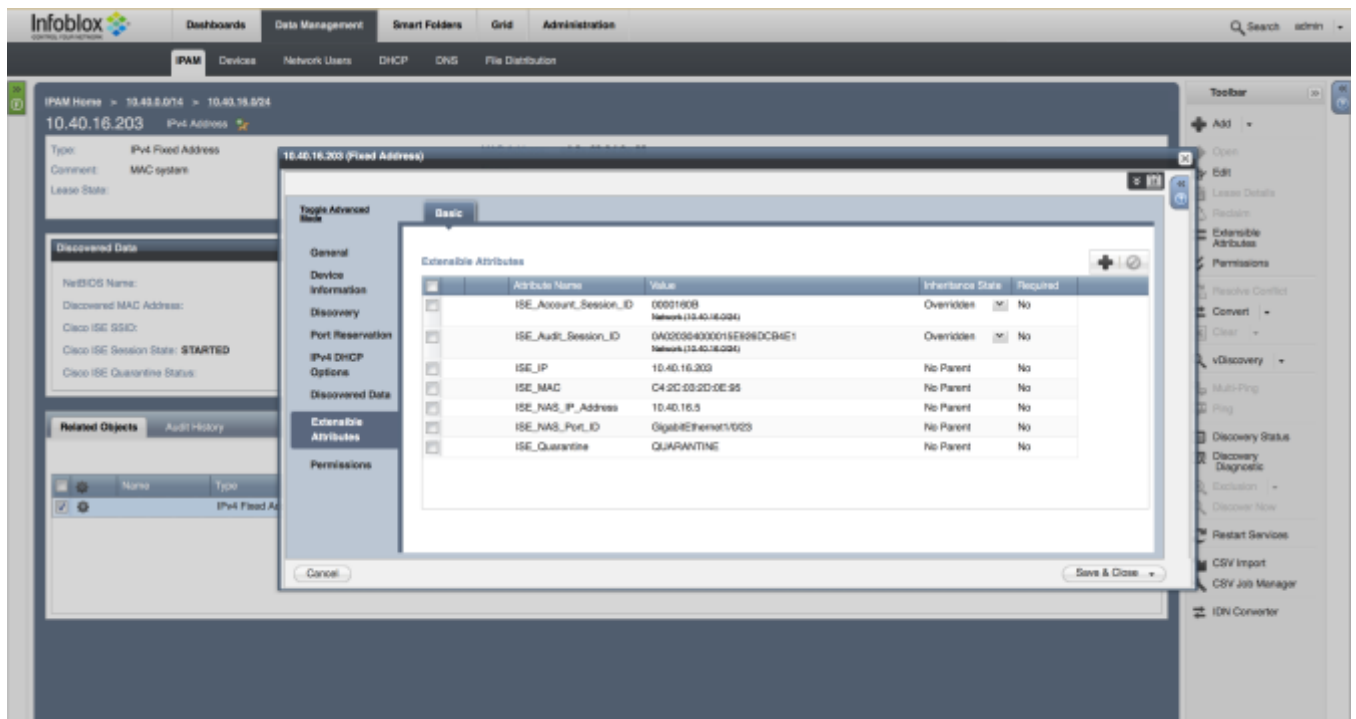 Infoblox
CONTROL YOUR NETWORK
Dashboards Data Management Smart Folders Grid Administration
Search admin
IPAM Devices Network Users DHCP DNS File Distribution
IPAM Home > 10.40.0.0/14 > 10.40.16.0/24
10.40.16.203 IPv4 Address
Type: IPv4 Fixed Address
Comment: MAC system
Lease State:
Discovered Data
NetBIOS Name:
Discovered MAC Address:
Cisco ISE SSID:
Cisco ISE Session State: STARTED
Cisco ISE Quarantine Status:
Related Objects Audit History
Name Type
IPv4 Fixed Ad
10.40.16.203 (Fixed Address)
Toggle Advanced
Mode
Basic
General
Device
Information
Discovery
Port Reservation
IPv4 DHCP
Options
Discovered Data
Extensible
Attributes
Permissions
Extensible Attributes
Attribute Name Value Inheritance State Required
ISE_Account_Session_ID 0000160B Overridden No
Network (10.40.16.0/24)
ISE_Audit_Session_ID Overridden No
Network (10.40.16.0/24)
ISE_IP 10.40.16.203 No Parent No
ISE_MAC C4:2C:03:2D:0E:95 No Parent No
ISE_NAS_IP_Address 10.40.16.5 No Parent No
ISE_NAS_Port_ID GigabitEthernet1/0/23 No Parent No
ISE_Quarantine QUARANTINE No Parent No
Cancel Save & Close
Toolbar
Add
Open
Edit
Lease Details
Reclaim
Extensible
Attributes
Permissions
Resolve Conflict
Convert
Clear
vDiscovery
Multi-Ping
Ping
Discovery Status
Discovery
Diagnostic
Exclusion
Discover Now
Restart Services
CSV Import
CSV Job Manager
IDN Converter